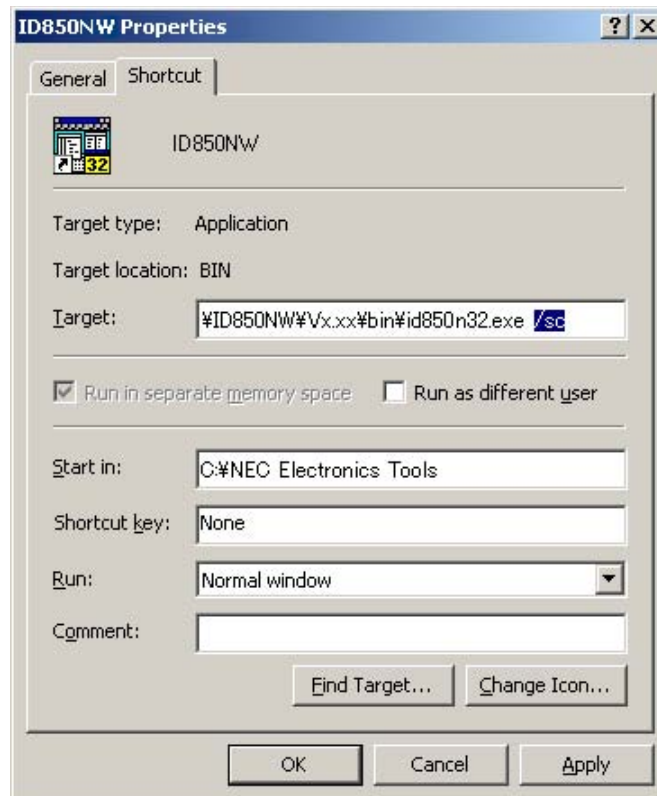 ID850NW Properties
General Shortcut
32
ID850NW
Target type: Application
Target location: BIN
Target: ¥ID850NW¥Vx.xx¥bin¥id850n32.exe /sc
Run in separate memory space Run as different user
Start in: C:¥NEC Electronics Tools
Shortcut key: None
Run: Normal window
Comment:
Find Target... Change Icon...
OK Cancel Apply